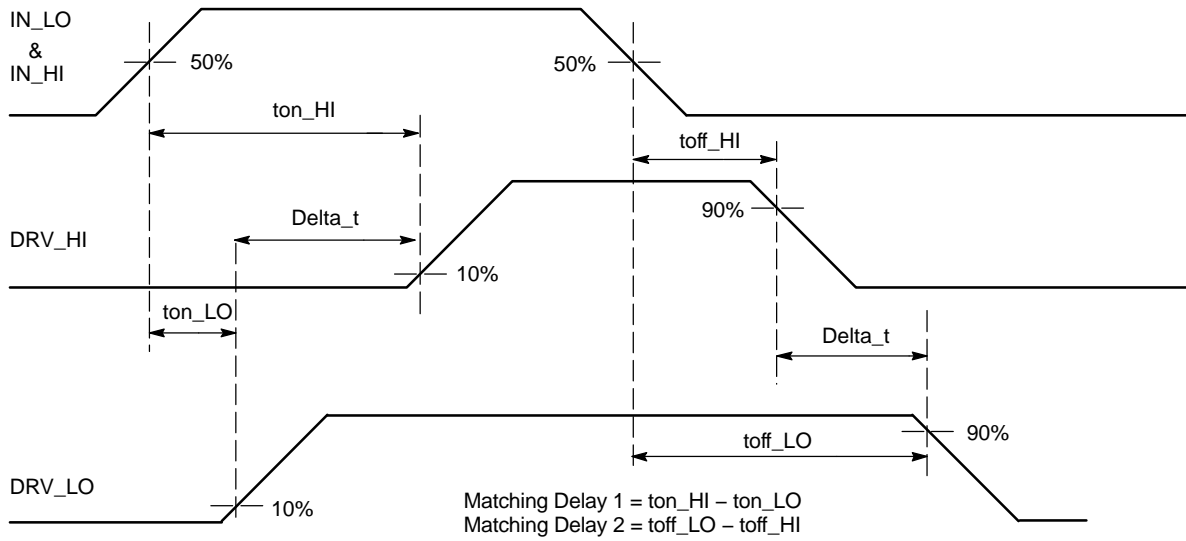 IN_LO
&
IN_HI
50%
50%
ton_HI
toff_HI
DRV_HI
Delta_t
90%
10%
ton_LO
Delta_t
DRV_LO
10%
toff_LO
90%
Matching Delay 1 = ton_HI − ton_LO
Matching Delay 2 = toff_LO − toff_HI